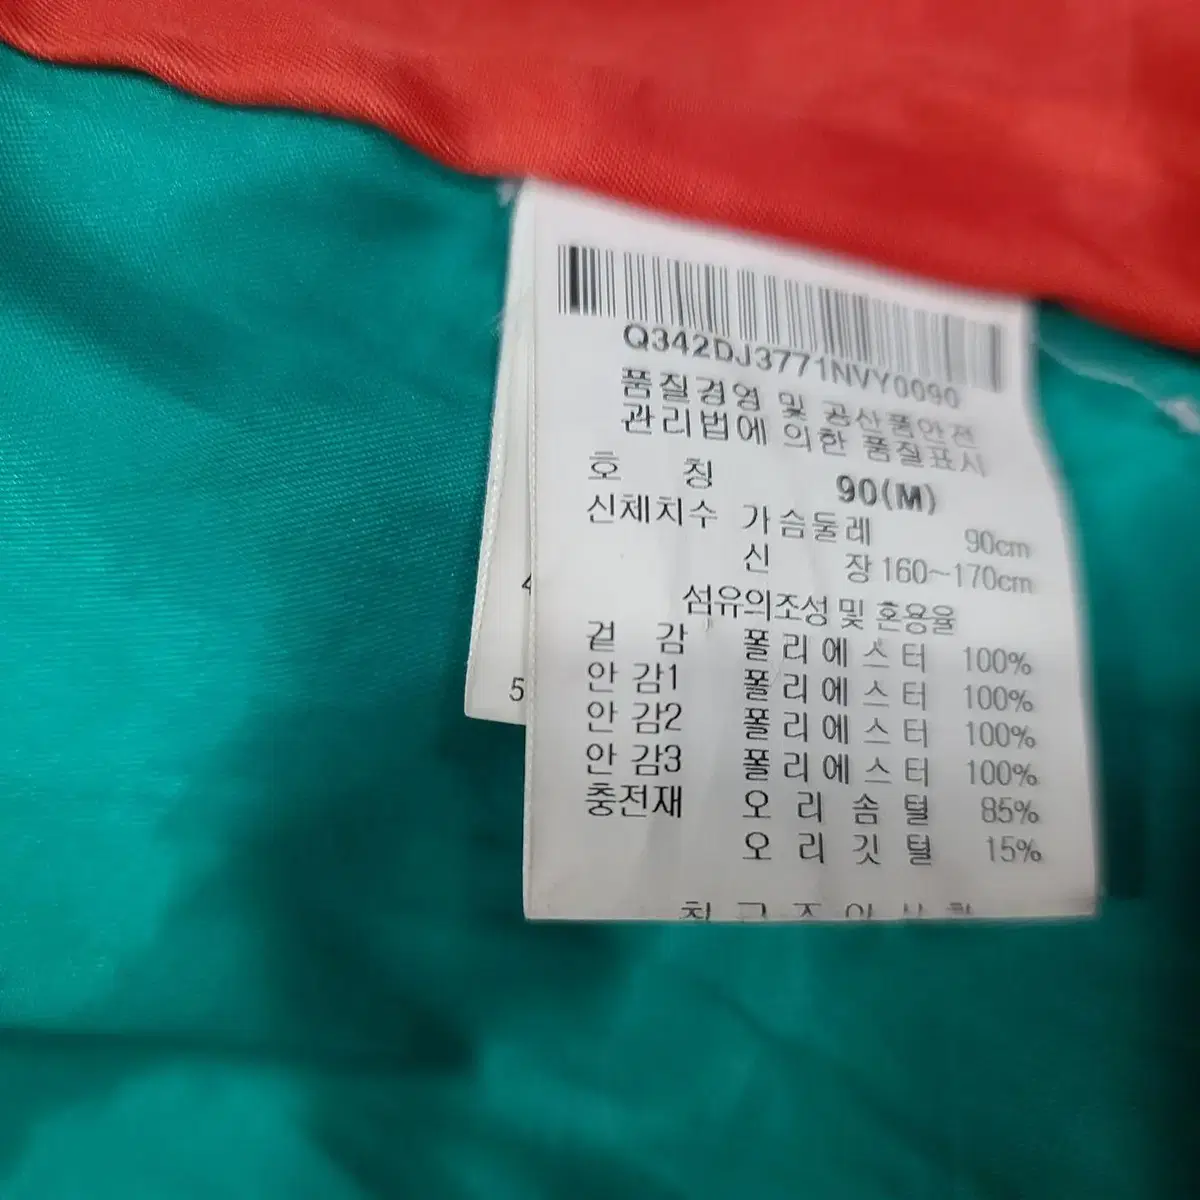 Q342DJ3771NVY0090
품질경영 및 공산품안전
관리법에 의한 품질표시
호 칭 90(M)
신체치수 가슴둘레 90cm
신 장 160~170cm
섬유의조성 및 혼용율
겉 감 폴리에스터 100%
안 감1 폴리에스터 100%
안 감2 폴리에스터 100%
안 감3 폴리에스터 100%
충전재 오리솜털 85%
오리깃털 15%
4
5